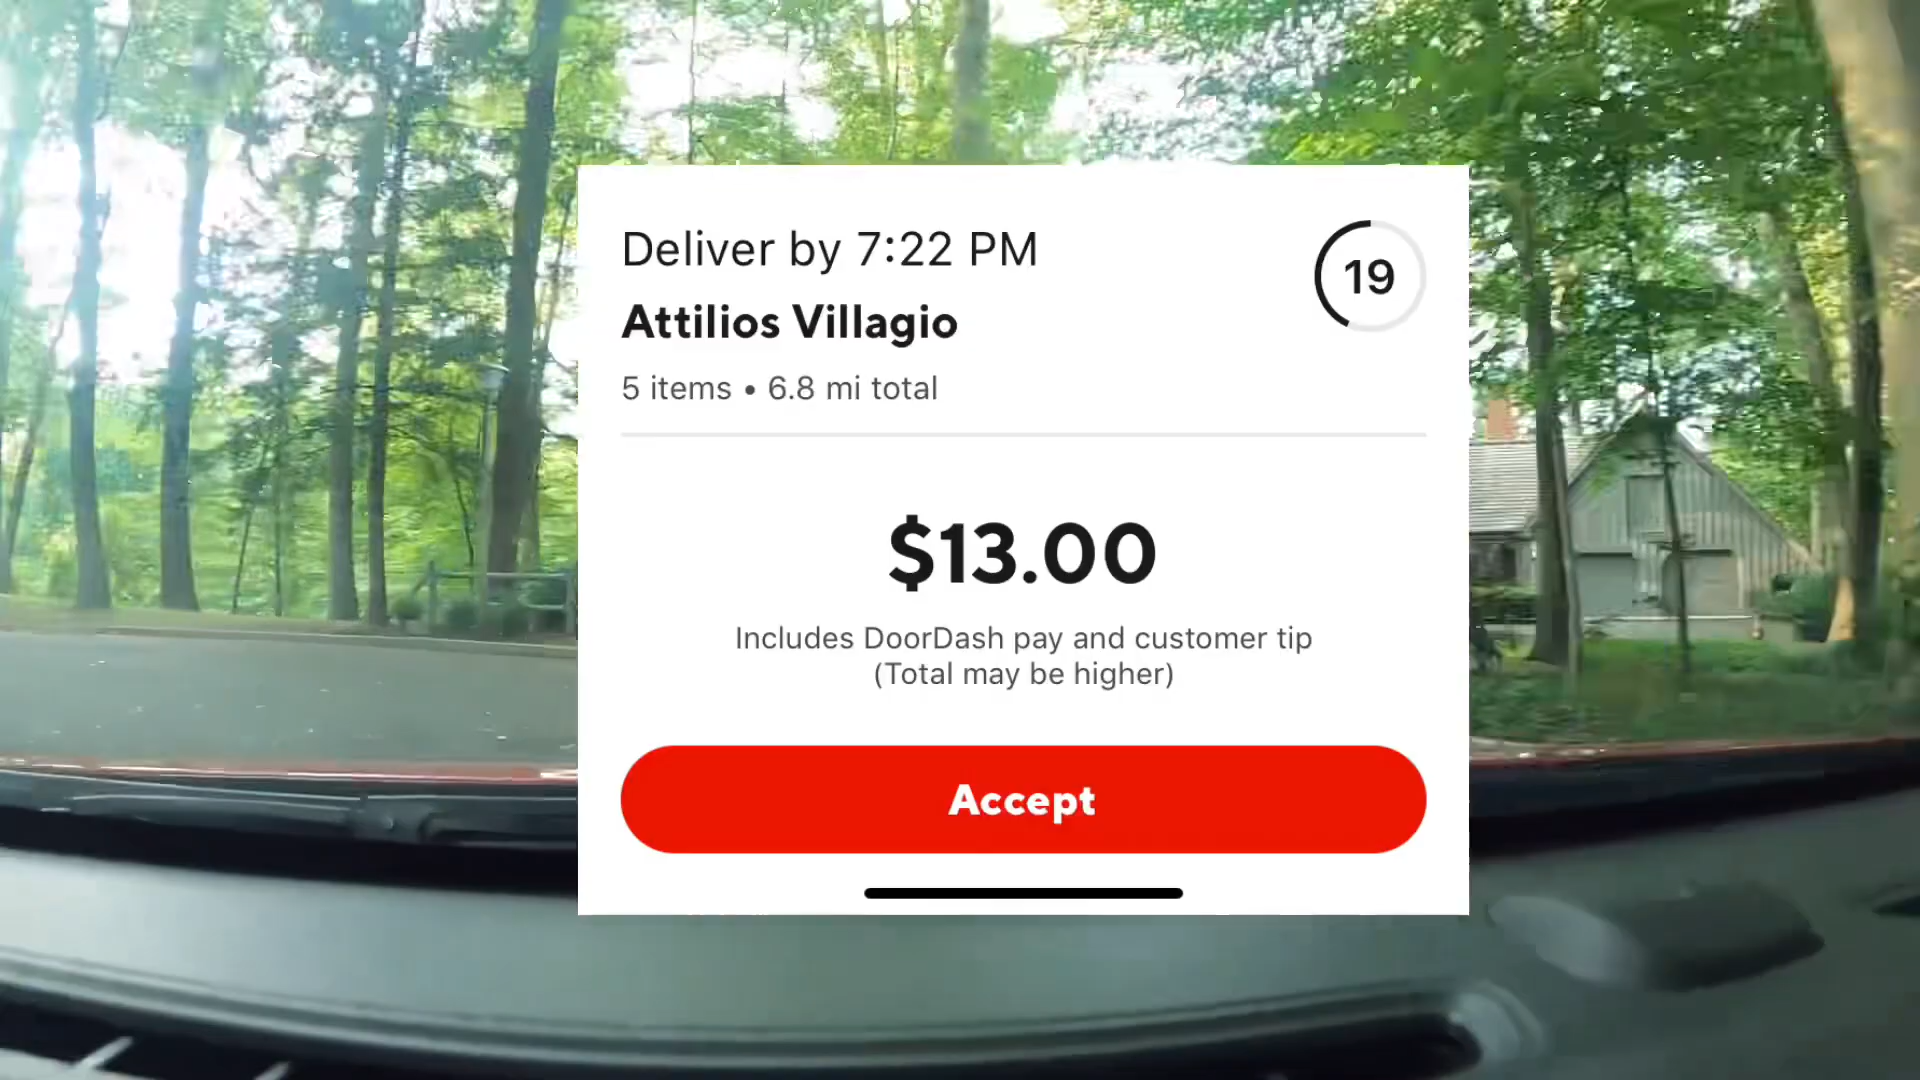 Deliver by 7:22 PM
19
Attilios Villagio
5 items • 6.8 mi total
$13.00
Includes DoorDash pay and customer tip
(Total may be higher)
Accept